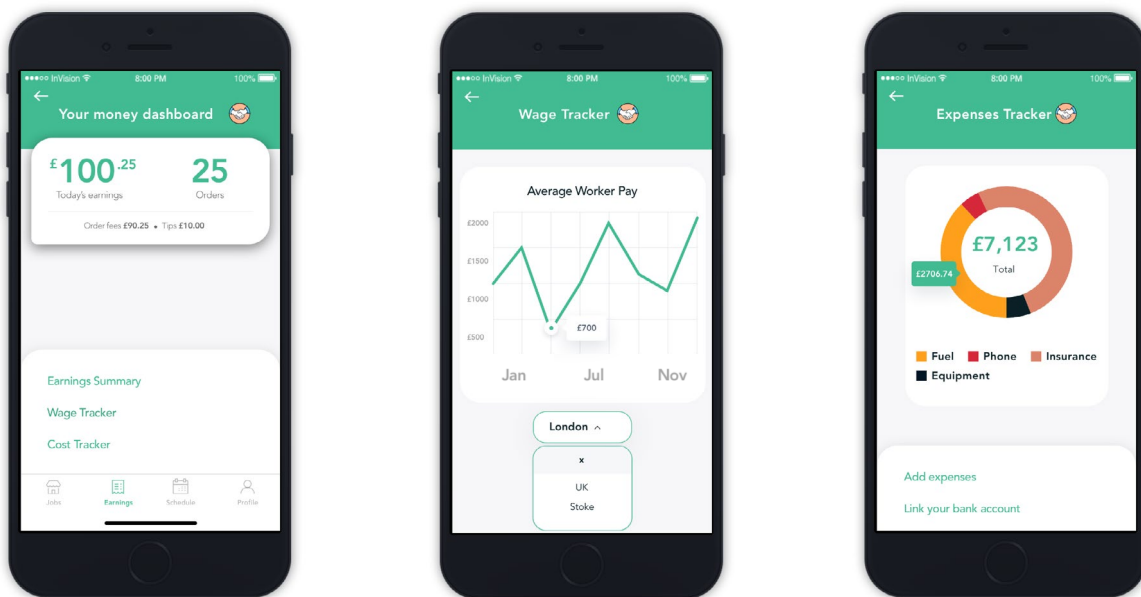 InVision 8:00 PM 100%
Your money dashboard
£100.25 25
Today's earnings Orders
Order fees £90.25 • Tips £10.00
Earnings Summary
Wage Tracker
Cost Tracker
Jobs Earnings Schedule Profile
InVision 8:00 PM 100%
Wage Tracker
Average Worker Pay
£2000
£1500
£1000
£700
£500
Jan Jul Nov
London
x
UK
Stoke
InVision 8:00 PM 100%
Expenses Tracker
£7,123
Total
£2706.74
Fuel Phone Insurance
Equipment
Add expenses
Link your bank account